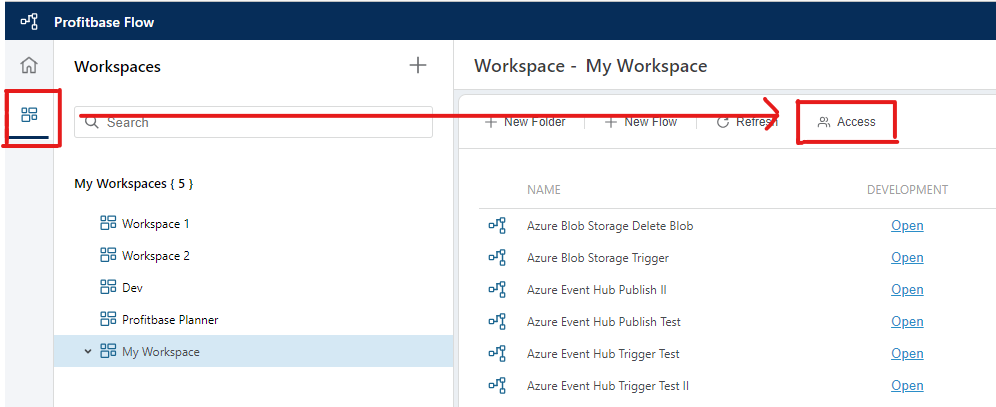 Profitbase Flow
Workspaces
Workspace - My Workspace
Search
New Folder
New Flow
Refresh
Access
My Workspaces { 5 }
NAME
DEVELOPMENT
Workspace 1
Workspace 2
Dev
Profitbase Planner
My Workspace
Azure Blob Storage Delete Blob
Open
Azure Blob Storage Trigger
Open
Azure Event Hub Publish II
Open
Azure Event Hub Publish Test
Open
Azure Event Hub Trigger Test
Open
Azure Event Hub Trigger Test II
Open